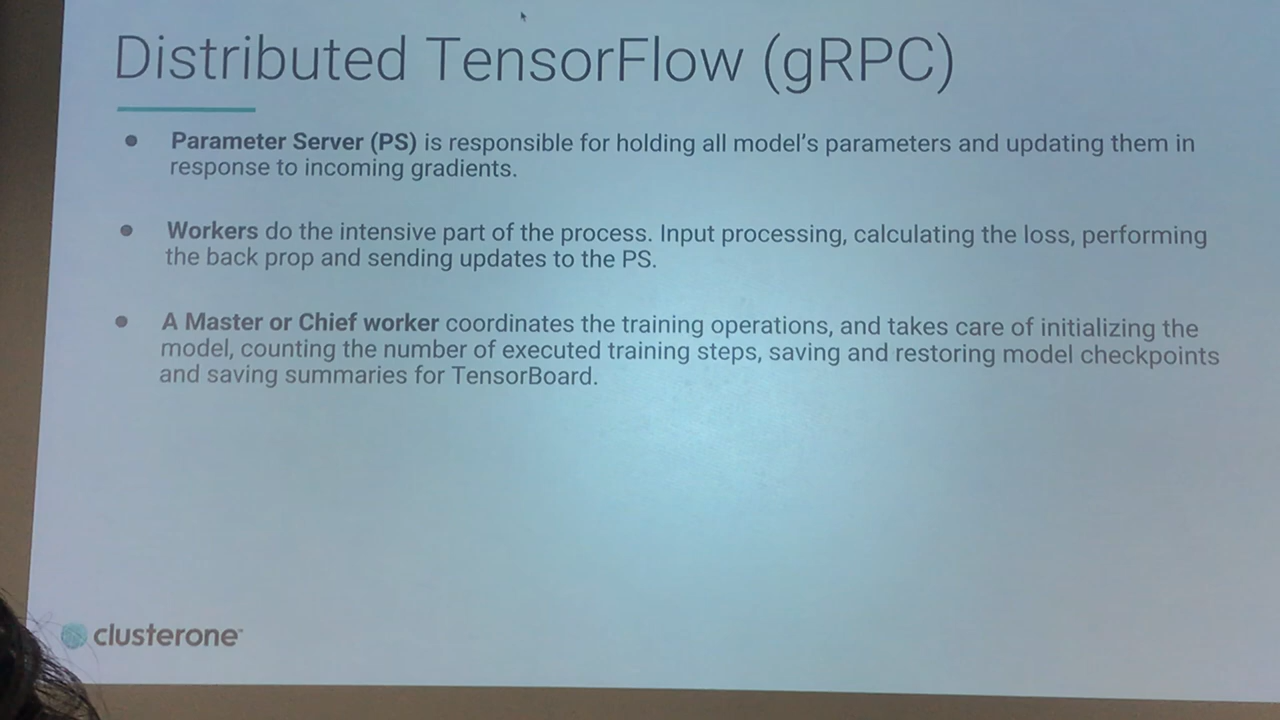 Distributed TensorFlow (gRPC)
● Parameter Server (PS) is responsible for holding all model's parameters and updating them in
response to incoming gradients.
● Workers do the intensive part of the process. Input processing, calculating the loss, performing
the back prop and sending updates to the PS.
● A Master or Chief worker coordinates the training operations, and takes care of initializing the
model, counting the number of executed training steps, saving and restoring model checkpoints
and saving summaries for TensorBoard.
clusterone™